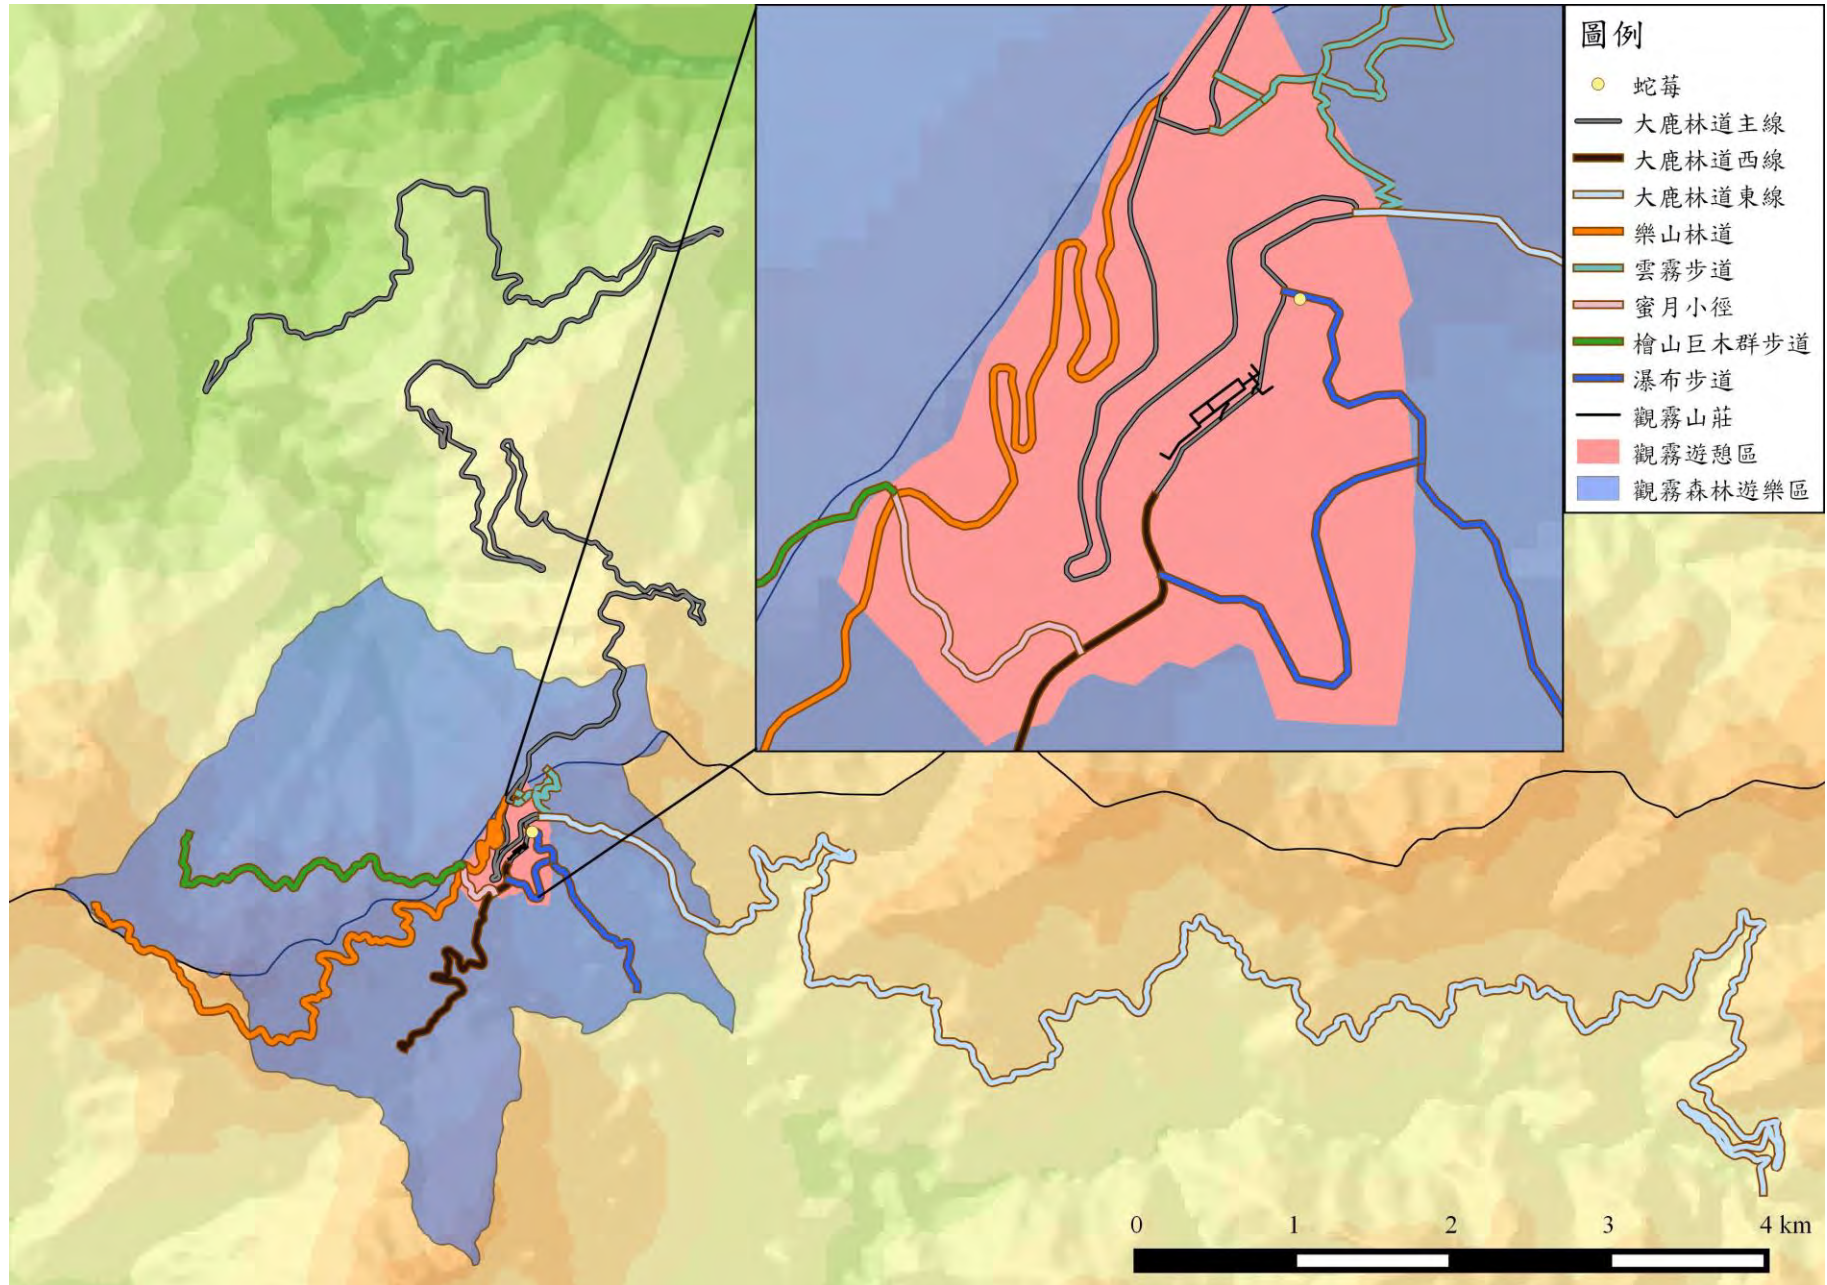 圖例
蛇莓
大鹿林道主線
大鹿林道西線
大鹿林道東線
樂山林道
雲霧步道
蜜月小徑
檜山巨木群步道
瀑布步道
觀霧山莊
觀霧遊憩區
觀霧森林遊樂區
0 1 2 3 4 km